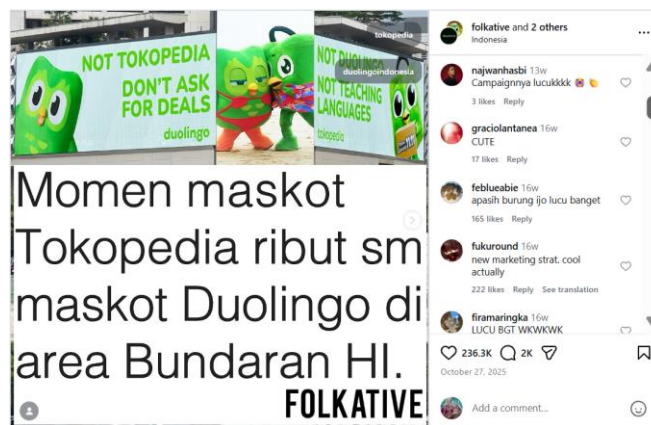 NOT TOKOPEDIA
DON'T ASK
FOR DEALS
duolingo
tokopedia
NOT DUOLINGO
duolingoindonesia
NOT TEACHING
LANGUAGES
tokopedia
Momen maskot
Tokopedia ribut sm
maskot Duolingo di
area Bundaran HI.
FOLKATIVE
folkative and 2 others
Indonesia
najwanhasbi 13w
Campagnnya lucukkkk
3 likes Reply
graciolantanea 16w
CUTE
17 likes Reply
feblueabie 16w
apasih burung ijo lucu banget
165 likes Reply
fukuround 16w
new marketing strat. cool
actually
222 likes Reply See translation
firamaringka 16w
LUCU BGT WKWKWK
236.3K 2K
October 27, 2025
Add a comment...